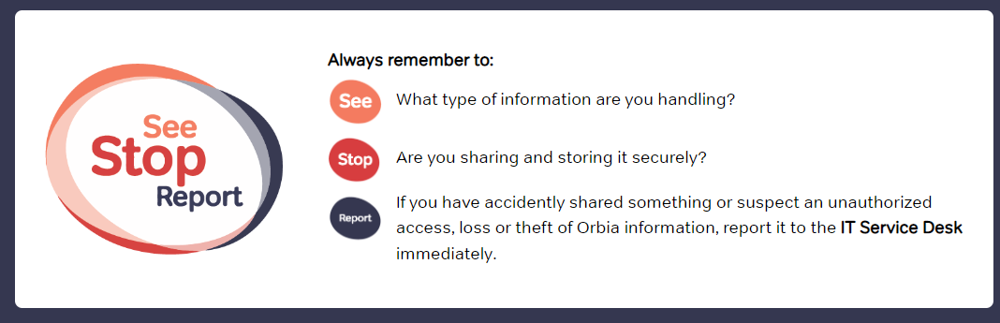 Always remember to:
See
Stop
Report
See What type of information are you handling?
Stop Are you sharing and storing it securely?
Report If you have accidently shared something or suspect an unauthorized
access, loss or theft of Orbia information, report it to the IT Service Desk
immediately.